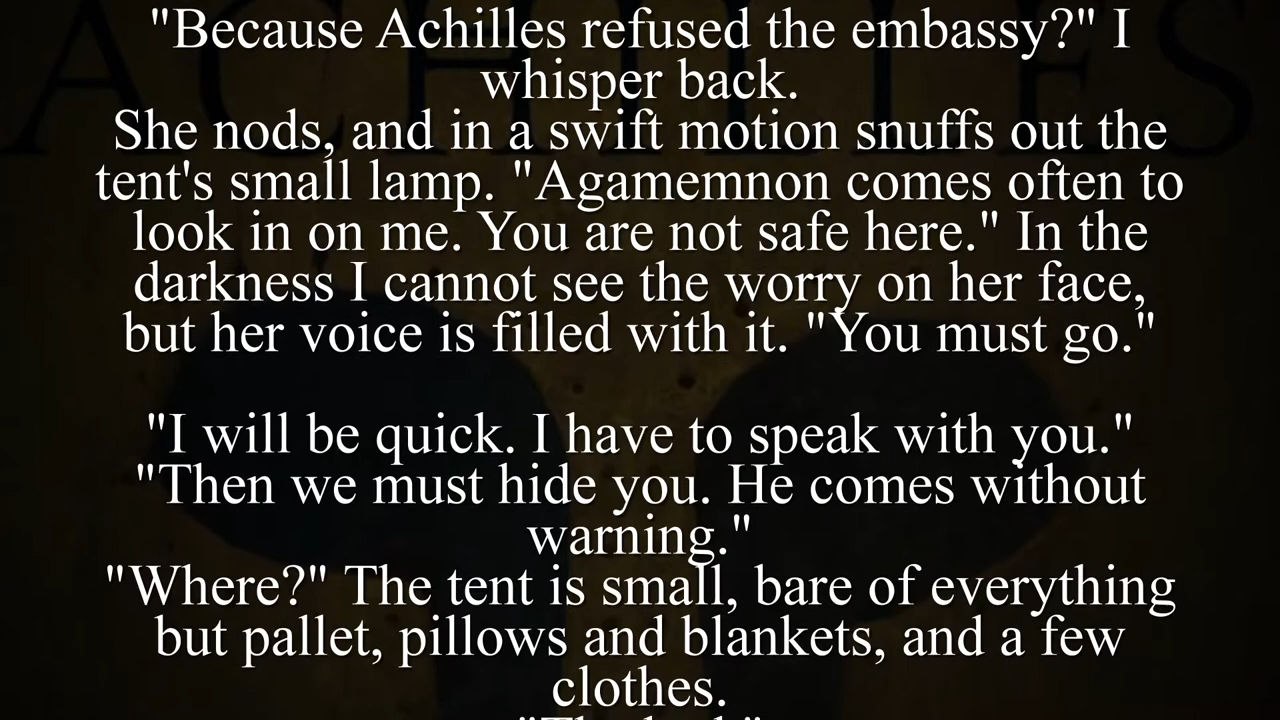 ACHILLES
"Because Achilles refused the embassy?" I
whisper back.
She nods, and in a swift motion snuffs out the
tent's small lamp. "Agamemnon comes often to
look in on me. You are not safe here." In the
darkness I cannot see the worry on her face,
but her voice is filled with it. "You must go."
"I will be quick. I have to speak with you."
"Then we must hide you. He comes without
warning."
"Where?" The tent is small, bare of everything
but pallet, pillows and blankets, and a few
clothes.